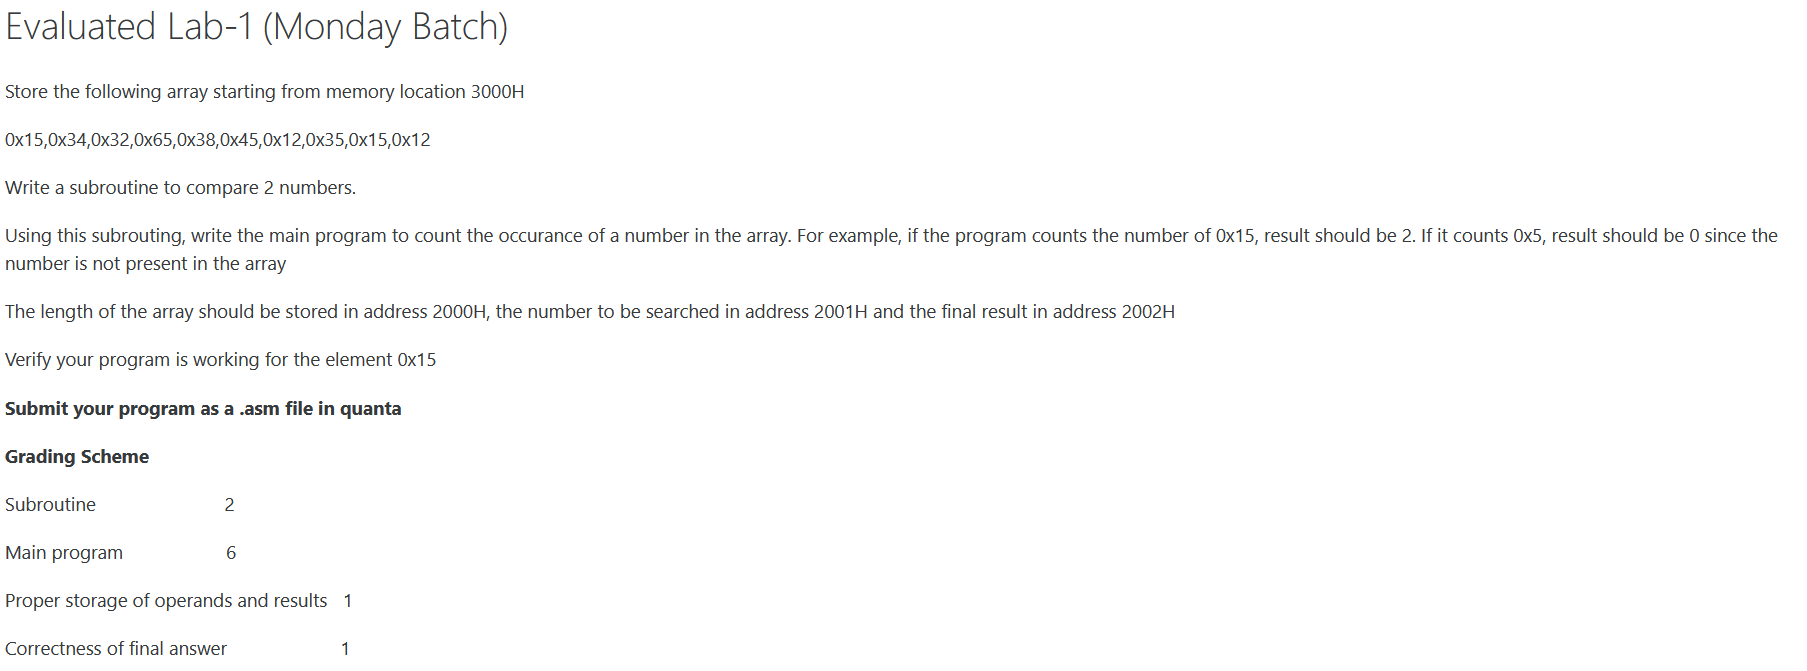 Evaluated Lab-1 (Monday Batch)
Store the following array starting from memory location 3000H
0x15,0x34,0x32,0x65,0x38,0x45,0x12,0x35,0x15,0x12
Write a subroutine to compare 2 numbers.
Using this subrouting, write the main program to count the occurance of a number in the array. For example, if the program counts the number of 0x15, result should be 2. If it counts 0x5, result should be 0 since the
number is not present in the array
The length of the array should be stored in address 2000H, the number to be searched in address 2001H and the final result in address 2002H
Verify your program is working for the element 0x15
Submit your program as a .asm file in quanta
Grading Scheme
Subroutine 2
Main program 6
Proper storage of operands and results 1
Correctness of final answer 1